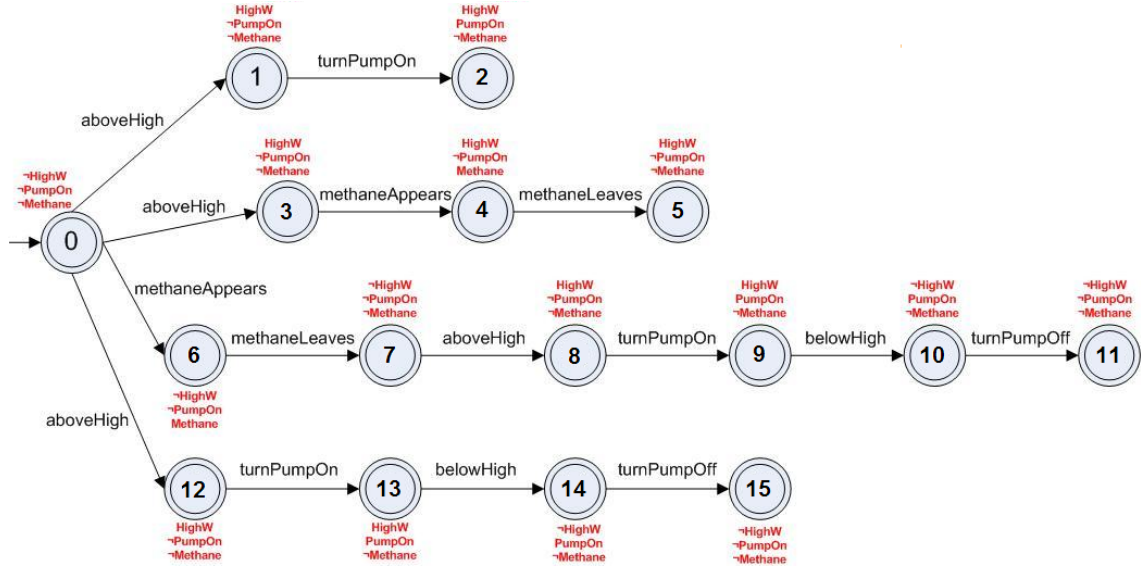 HighW
¬PumpOn
¬Methane
1
turnPumpOn
HighW
PumpOn
¬Methane
2
aboveHigh
¬HighW
¬PumpOn
¬Methane
0
aboveHigh
HighW
¬PumpOn
¬Methane
3
methaneAppears
HighW
¬PumpOn
Methane
4
methaneLeaves
HighW
¬PumpOn
¬Methane
5
methaneAppears
6
¬HighW
¬PumpOn
Methane
methaneLeaves
¬HighW
¬PumpOn
¬Methane
7
aboveHigh
HighW
¬PumpOn
¬Methane
8
turnPumpOn
HighW
PumpOn
¬Methane
9
belowHigh
¬HighW
PumpOn
¬Methane
10
turnPumpOff
¬HighW
¬PumpOn
¬Methane
11
aboveHigh
12
HighW
¬PumpOn
¬Methane
turnPumpOn
13
HighW
PumpOn
¬Methane
belowHigh
14
¬HighW
PumpOn
¬Methane
turnPumpOff
15
¬HighW
¬PumpOn
¬Methane